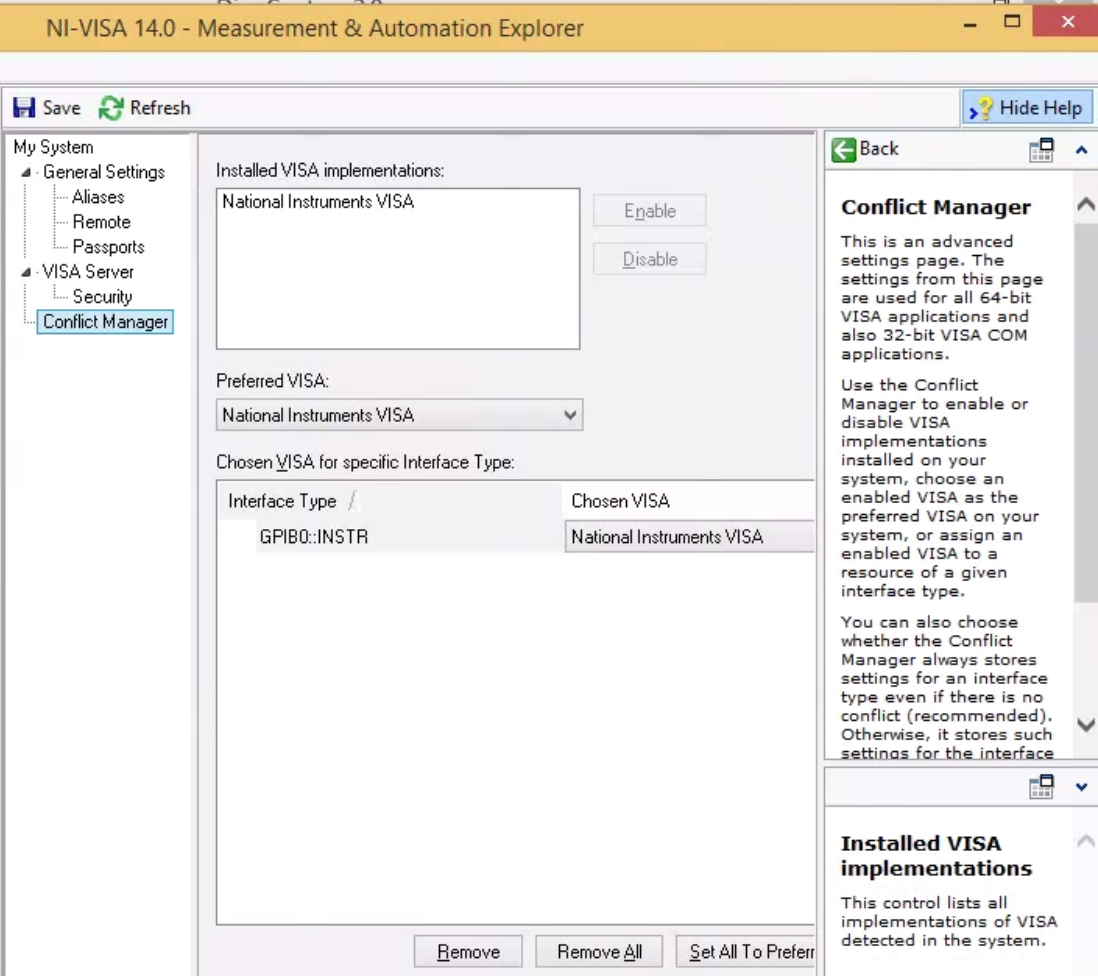 NI-VISA 14.0 - Measurement & Automation Explorer
Save Refresh
Hide Help
My System
General Settings
Aliases
Remote
Passports
VISA Server
Security
Conflict Manager
Installed VISA implementations:
National Instruments VISA
Enable
Disable
Preferred VISA:
National Instruments VISA
Chosen VISA for specific Interface Type:
Interface Type / Chosen VISA
GPIB0::INSTR National Instruments VISA
Remove Remove All Set All To Preferr
Back
Conflict Manager
This is an advanced
settings page. The
settings from this page
are used for all 64-bit
VISA applications and
also 32-bit VISA COM
applications.
Use the Conflict
Manager to enable or
disable VISA
implementations
installed on your
system, choose an
enabled VISA as the
preferred VISA on your
system, or assign an
enabled VISA to a
resource of a given
interface type.
You can also choose
whether the Conflict
Manager always stores
settings for an interface
type even if there is no
conflict (recommended).
Otherwise, it stores such
settings for the interface
Installed VISA
implementations
This control lists all
implementations of VISA
detected in the system.